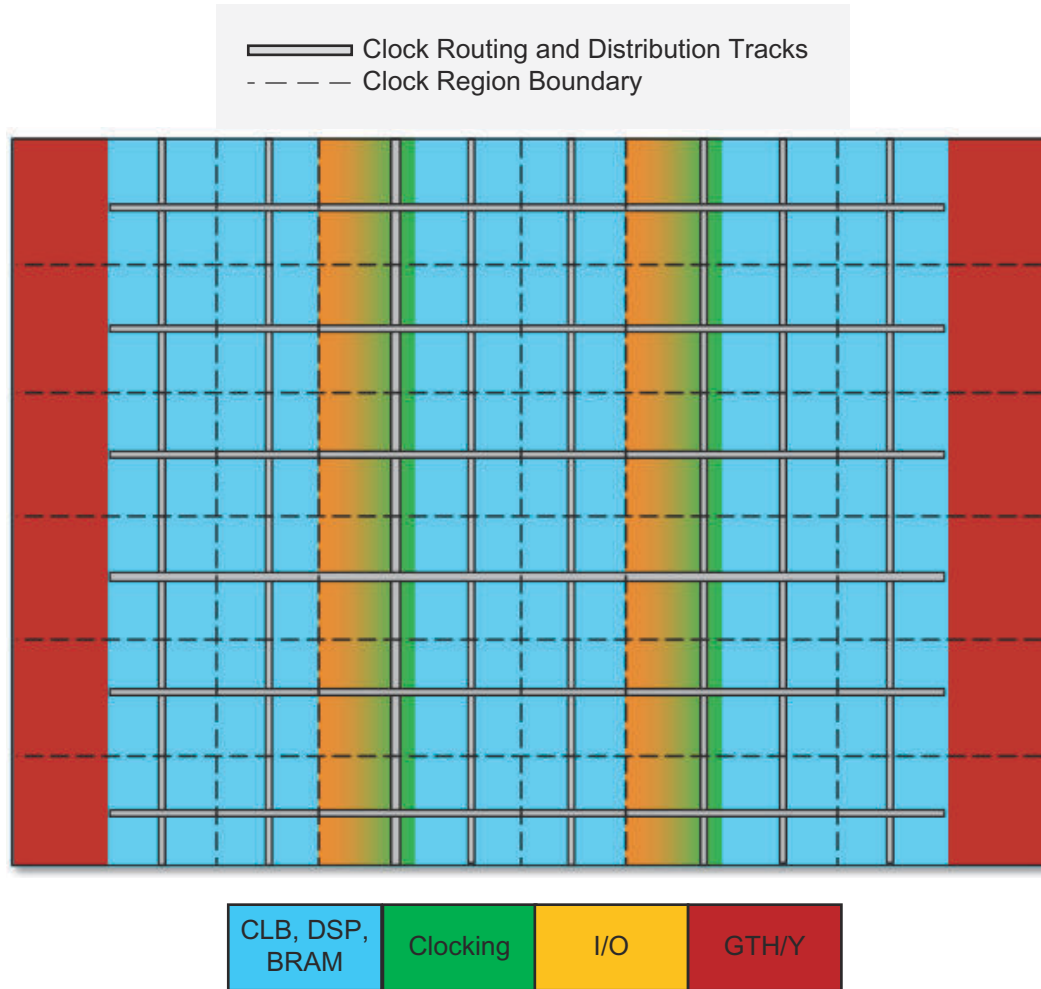 Clock Routing and Distribution Tracks
Clock Region Boundary
CLB, DSP,
BRAM
Clocking
I/O
GTH/Y